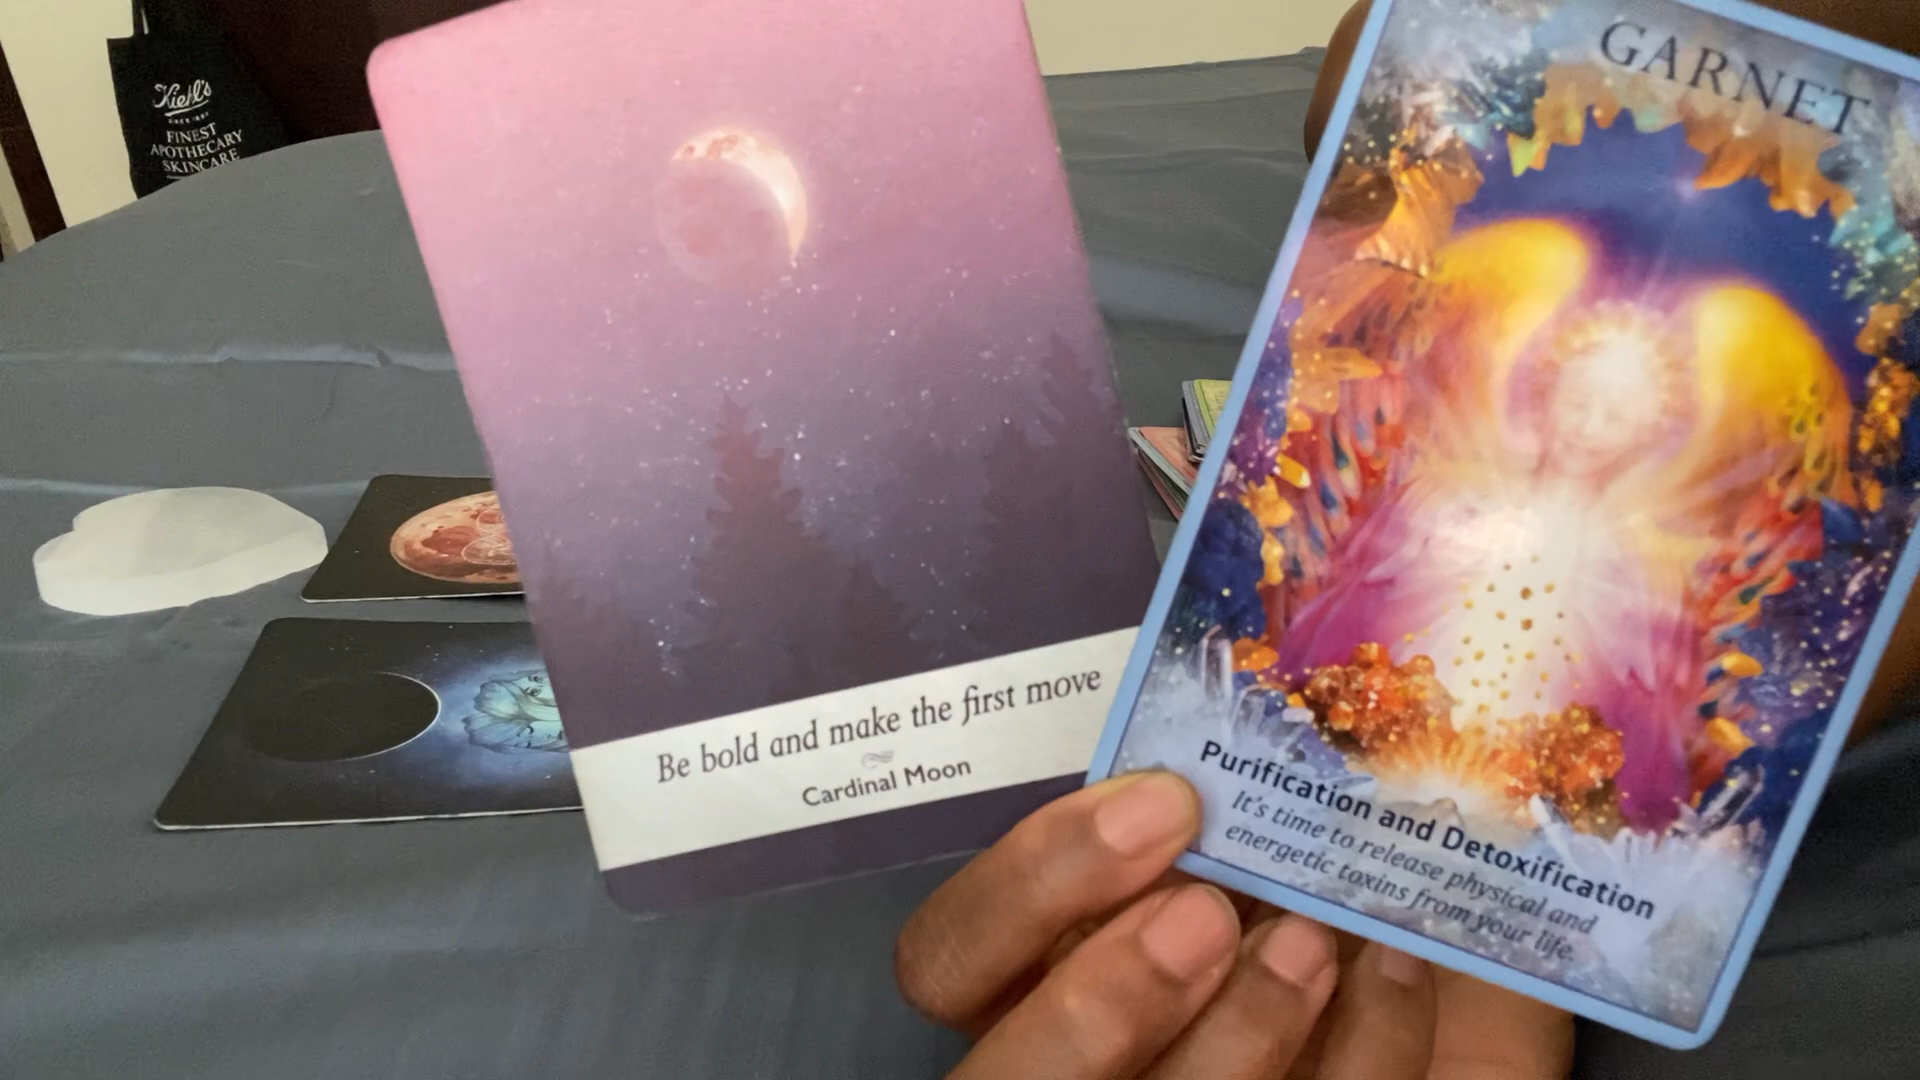 Kiehl's
SINCE 1851
FINEST
APOTHECARY
SKINCARE
Be bold and make the first move
Cardinal Moon
GARNET
Purification and Detoxification
It's time to release physical and
energetic toxins from your life.